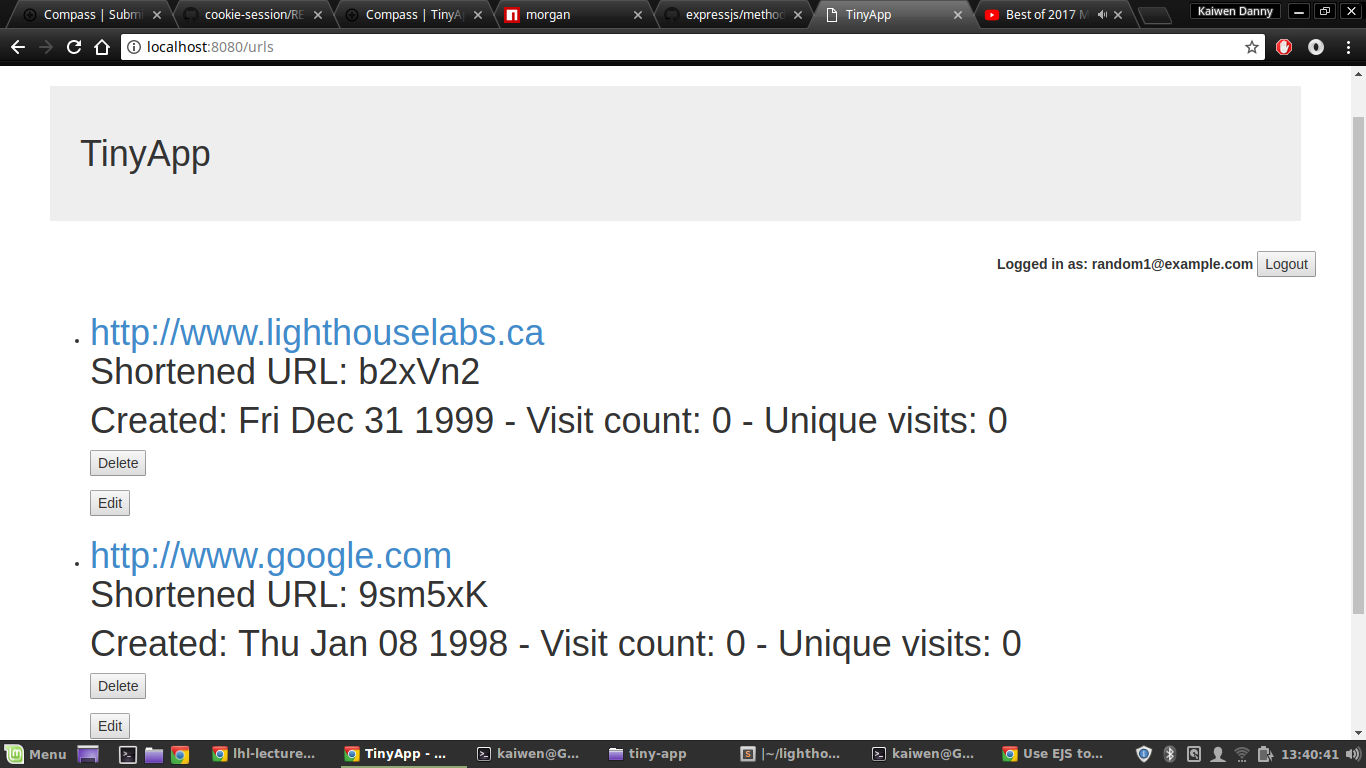 Compass | Submi
cookie-session/RE
Compass | TinyAp
morgan
expressjs/method
TinyApp
Best of 2017 M
Kaiwen Danny
localhost:8080/urls
TinyApp
Logged in as: random1@example.com Logout
http://www.lighthouselabs.ca
Shortened URL: b2xVn2
Created: Fri Dec 31 1999 - Visit count: 0 - Unique visits: 0
Delete
Edit
http://www.google.com
Shortened URL: 9sm5xK
Created: Thu Jan 08 1998 - Visit count: 0 - Unique visits: 0
Delete
Edit
Menu
lhl-lecture...
TinyApp - ...
kaiwen@G...
tiny-app
|~/lightho...
kaiwen@G...
Use EJS to...
13:40:41